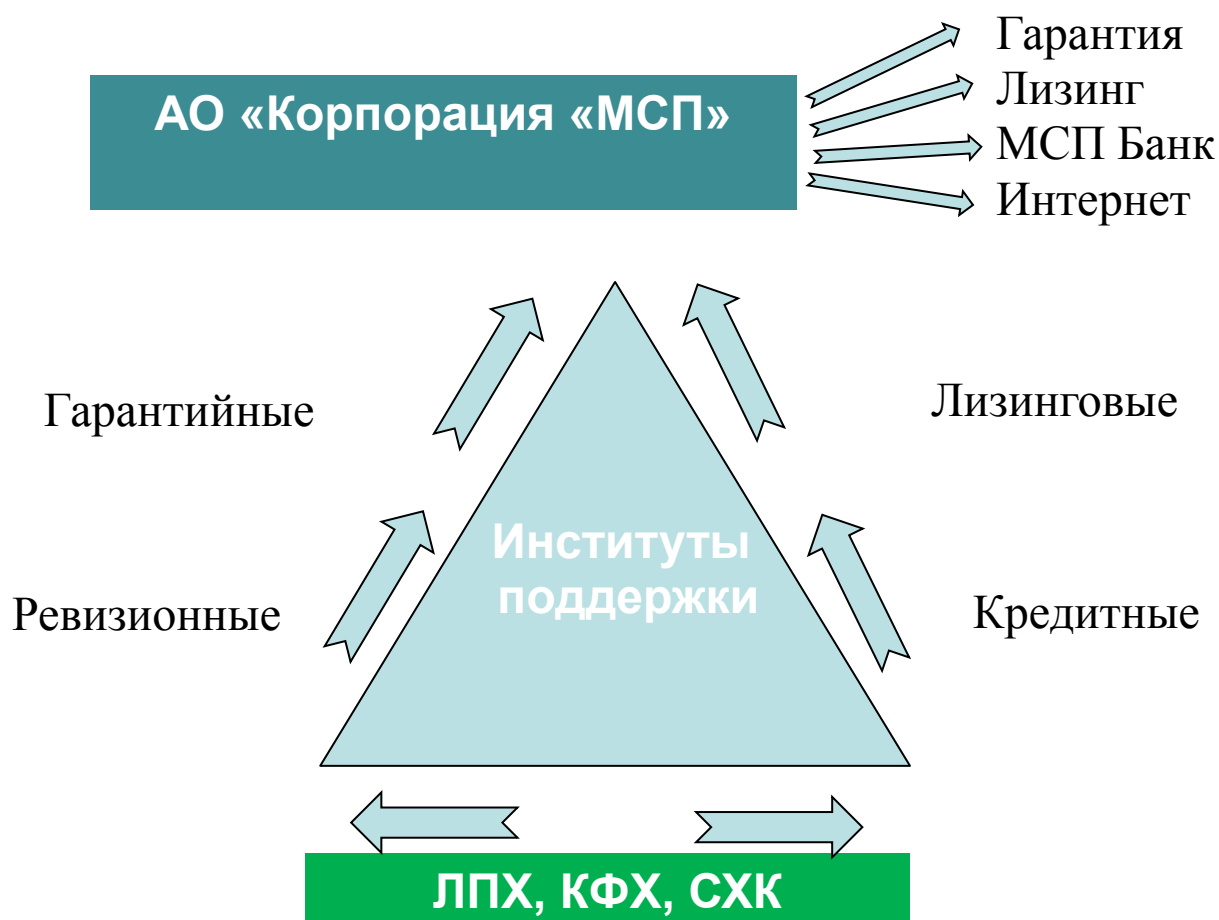 АО «Корпорация «МСП»
Гарантия
Лизинг
МСП Банк
Интернет
Гарантийные
Лизинговые
Институты
поддержки
Ревизионные
Кредитные
ЛПХ, КФХ, СХК